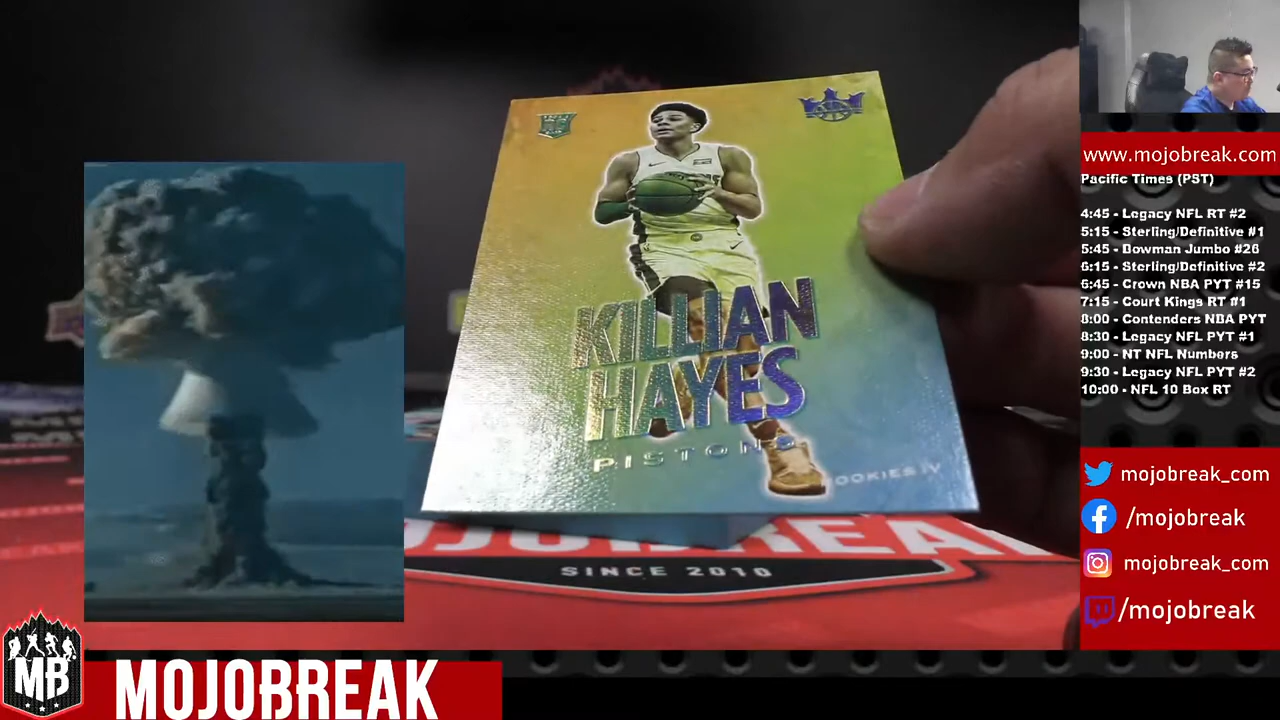 KILLIAN
HAYES
PISTONS
OOKIES IV
MOJOBREAK
SINCE 2010
MB
MOJOBREAK
www.mojobreak.com
Pacific Times (PST)
4:45 - Legacy NFL RT #2
5:15 - Sterling/Definitive #1
5:45 - Bowman Jumbo #26
6:15 - Sterling/Definitive #2
6:45 - Crown NBA PYT #15
7:15 - Court Kings RT #1
8:00 - Contenders NBA PYT
8:30 - Legacy NFL PYT #1
9:00 - NT NFL Numbers
9:30 - Legacy NFL PYT #2
10:00 - NFL 10 Box RT
mojobreak_com
/mojobreak
mojobreak_com
/mojobreak